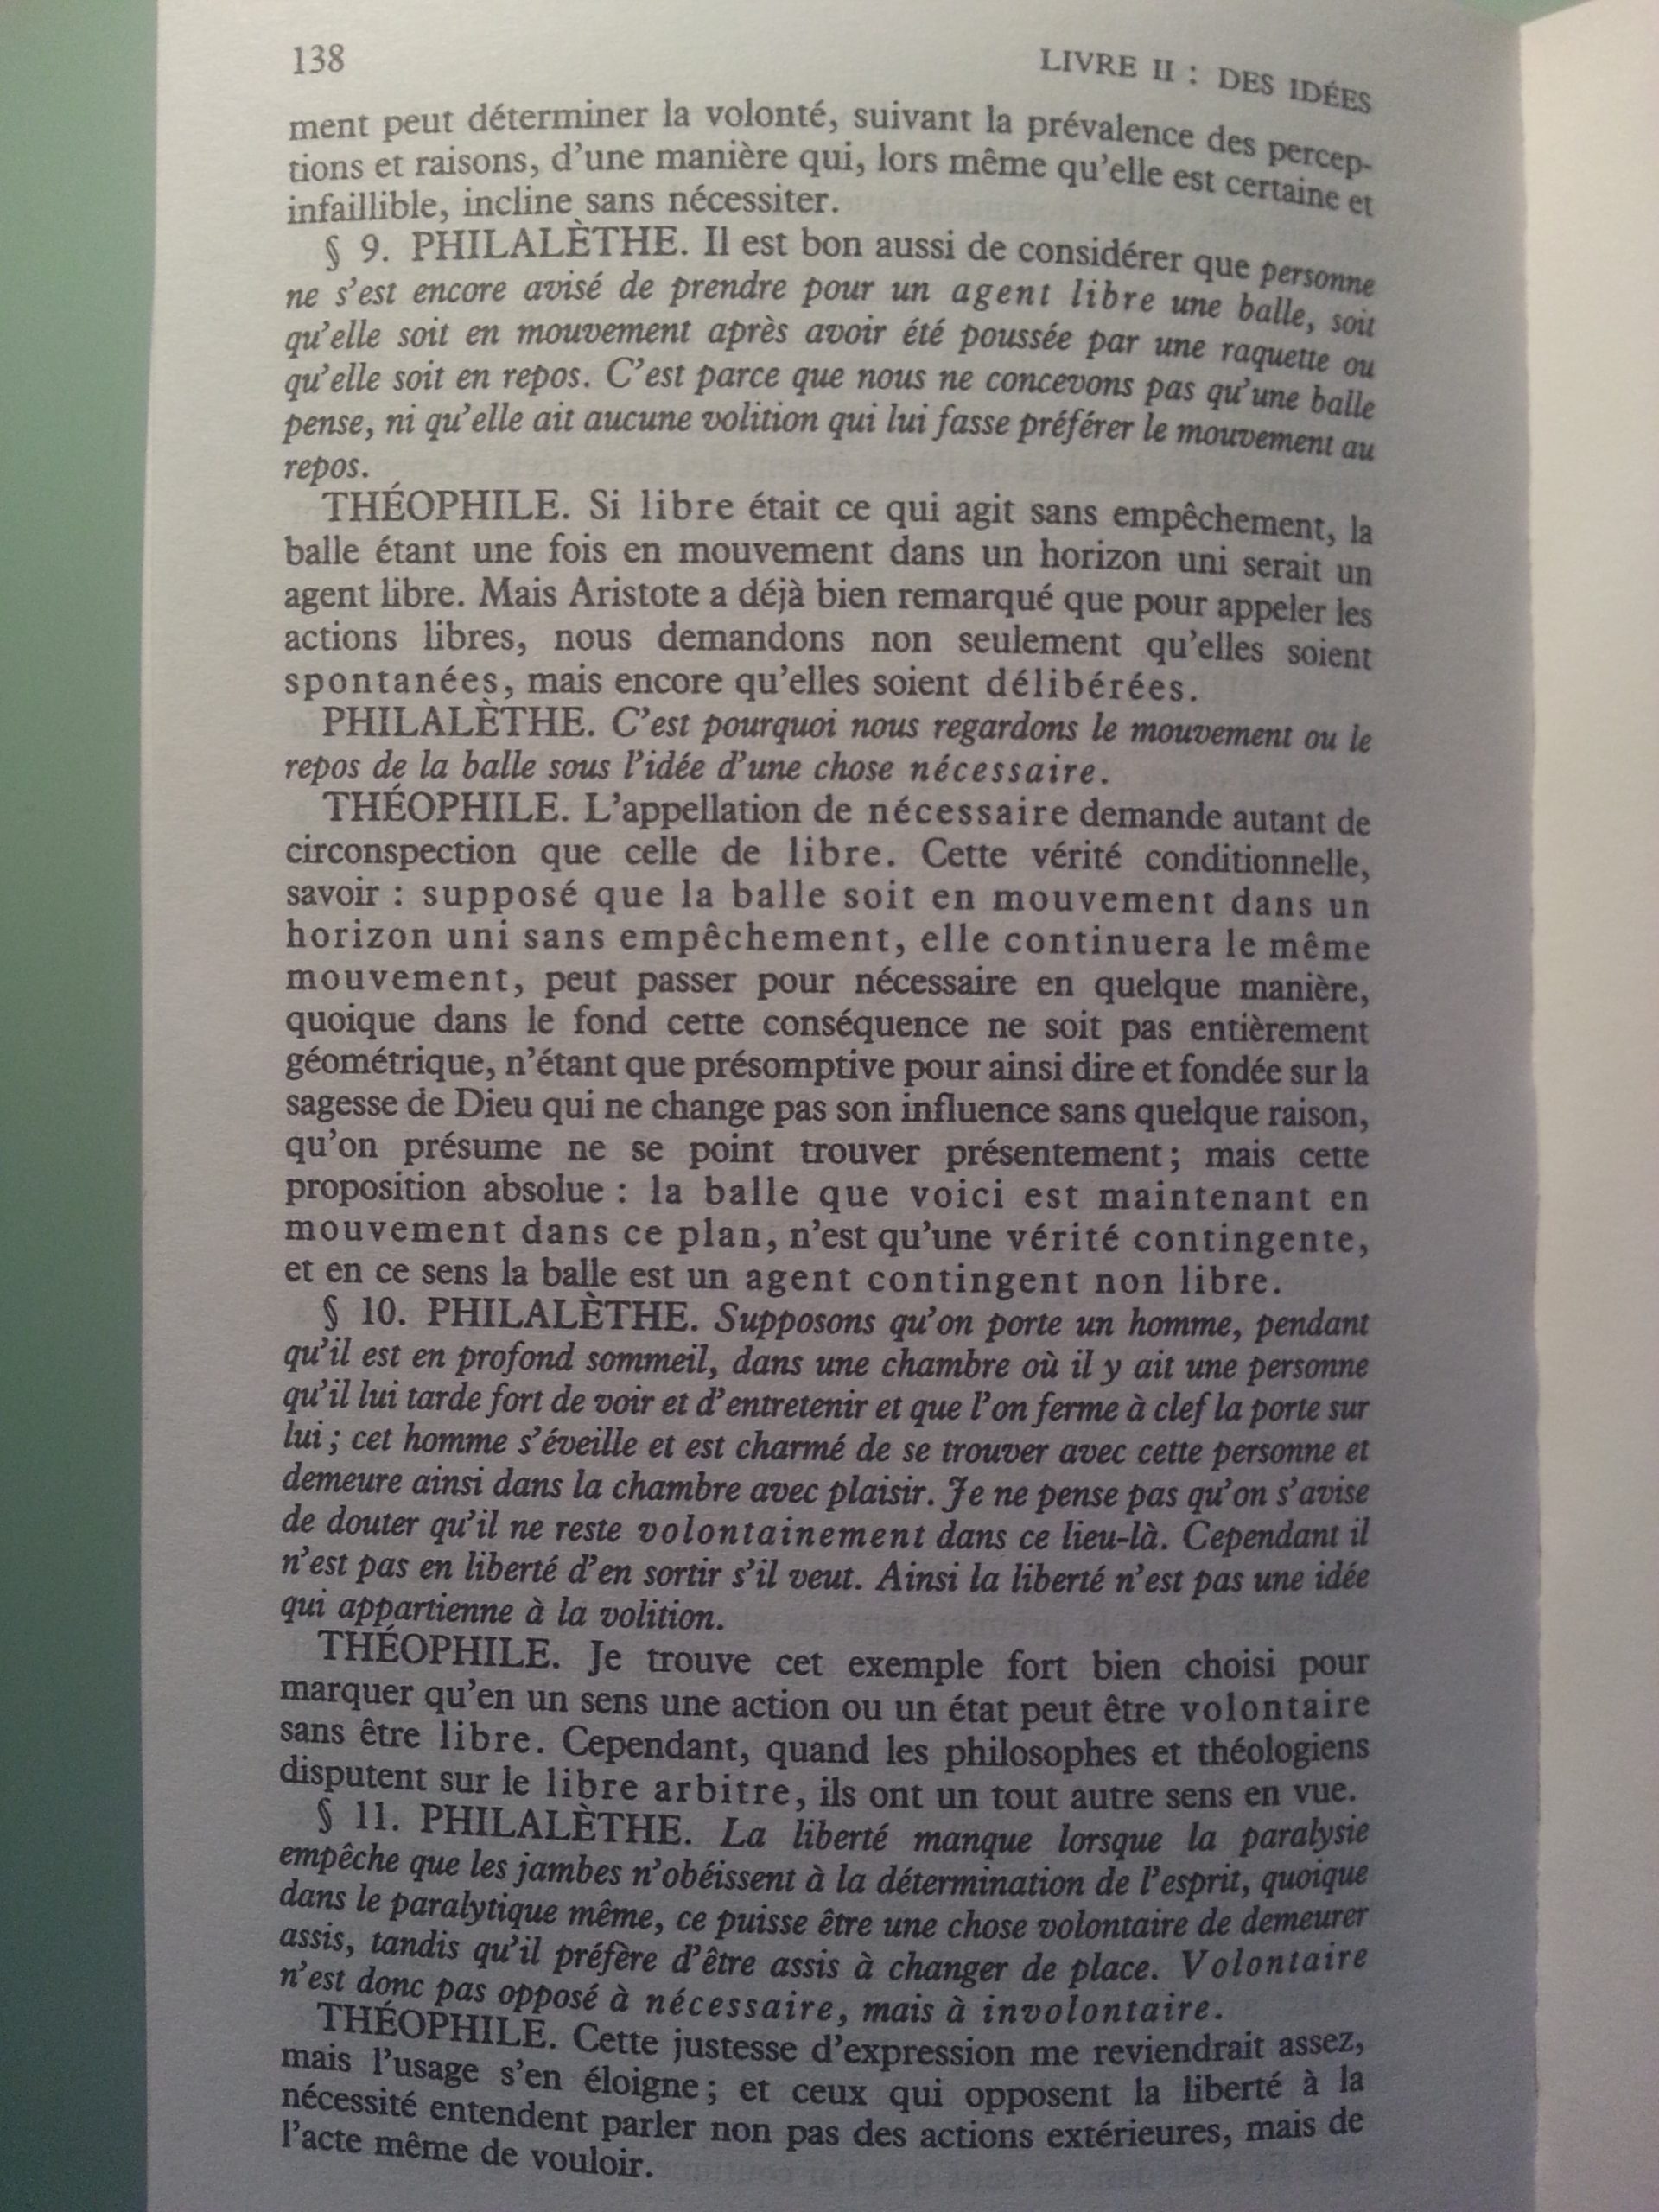 138
LIVRE II : DES IDÉES
ment peut déterminer la volonté, suivant la prévalence des percep-
tions et raisons, d'une manière qui, lors même qu'elle est certaine et
infaillible, incline sans nécessiter.
§ 9. PHILALÈTHE. Il est bon aussi de considérer que personne
ne s'est encore avisé de prendre pour un agent libre une balle, soit
qu'elle soit en mouvement après avoir été poussée par une raquette ou
qu'elle soit en repos. C'est parce que nous ne concevons pas qu'une balle
pense, ni qu'elle ait aucune volition qui lui fasse préférer le mouvement au
repos.
THÉOPHILE. Si libre était ce qui agit sans empêchement, la
balle étant une fois en mouvement dans un horizon uni serait un
agent libre. Mais Aristote a déjà bien remarqué que pour appeler les
actions libres, nous demandons non seulement qu'elles soient
spontanées, mais encore qu'elles soient délibérées.
PHILALÈTHE. C'est pourquoi nous regardons le mouvement ou le
repos de la balle sous l'idée d'une chose nécessaire.
THÉOPHILE. L'appellation de nécessaire demande autant de
circonspection que celle de libre. Cette vérité conditionnelle,
savoir : supposé que la balle soit en mouvement dans un
horizon uni sans empêchement, elle continuera le même
mouvement, peut passer pour nécessaire en quelque manière,
quoique dans le fond cette conséquence ne soit pas entièrement
géométrique, n'étant que présomptive pour ainsi dire et fondée sur la
sagesse de Dieu qui ne change pas son influence sans quelque raison,
qu'on présume ne se point trouver présentement ; mais cette
proposition absolue : la balle que voici est maintenant en
mouvement dans ce plan, n'est qu'une vérité contingente,
et en ce sens la balle est un agent contingent non libre.
§ 10. PHILALÈTHE. Supposons qu'on porte un homme, pendant
qu'il est en profond sommeil, dans une chambre où il y ait une personne
qu'il lui tarde fort de voir et d'entretenir et que l'on ferme à clef la porte sur
lui ; cet homme s'éveille et est charmé de se trouver avec cette personne et
demeure ainsi dans la chambre avec plaisir. Je ne pense pas qu'on s'avise
de douter qu'il ne reste volontainement dans ce lieu-là. Cependant il
n'est pas en liberté d'en sortir s'il veut. Ainsi la liberté n'est pas une idée
qui appartienne à la volition.
THÉOPHILE. Je trouve cet exemple fort bien choisi pour
marquer qu'en un sens une action ou un état peut être volontaire
sans être libre. Cependant, quand les philosophes et théologiens
disputent sur le libre arbitre, ils ont un tout autre sens en vue.
§ 11. PHILALÈTHE. La liberté manque lorsque la paralysie
empêche que les jambes n'obéissent à la détermination de l'esprit, quoique
dans le paralytique même, ce puisse être une chose volontaire de demeurer
assis, tandis qu'il préfère d'être assis à changer de place. Volontaire
n'est donc pas opposé à nécessaire, mais à involontaire.
THÉOPHILE. Cette justesse d'expression me reviendrait assez,
mais l'usage s'en éloigne ; et ceux qui opposent la liberté à la
nécessité entendent parler non pas des actions extérieures, mais de
l'acte même de vouloir.